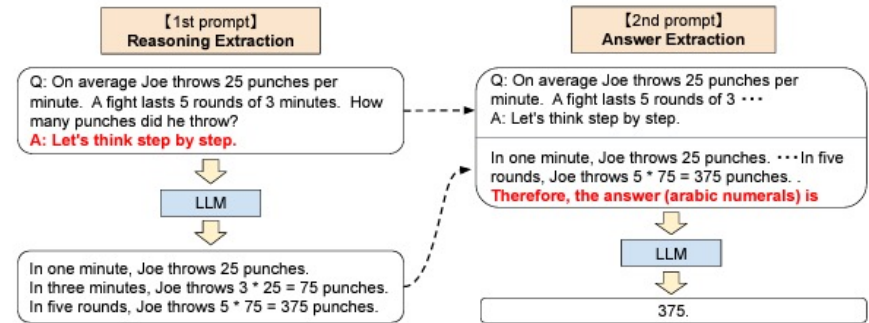 【1st prompt】
Reasoning Extraction
Q: On average Joe throws 25 punches per
minute. A fight lasts 5 rounds of 3 minutes. How
many punches did he throw?
A: Let's think step by step.
LLM
In one minute, Joe throws 25 punches.
In three minutes, Joe throws 3 * 25 = 75 punches.
In five rounds, Joe throws 5 * 75 = 375 punches.
【2nd prompt】
Answer Extraction
Q: On average Joe throws 25 punches per
minute. A fight lasts 5 rounds of 3 ···
A: Let's think step by step.
In one minute, Joe throws 25 punches. ···In five
rounds, Joe throws 5 * 75 = 375 punches. .
Therefore, the answer (arabic numerals) is
LLM
375.